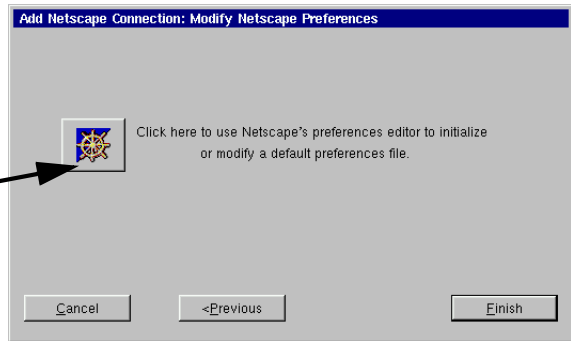 Add Netscape Connection: Modify Netscape Preferences
Click here to use Netscape's preferences editor to initialize
or modify a default preferences file.
Cancel
<Previous
Finish